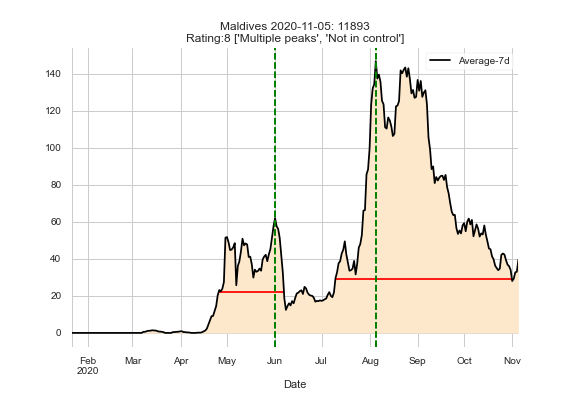 Maldives 2020-11-05: 11893
Rating:8 ['Multiple peaks', 'Not in control']
Average-7d
140
120
100
80
60
40
20
0
Feb Mar Apr May Jun Jul Aug Sep Oct Nov
2020
Date